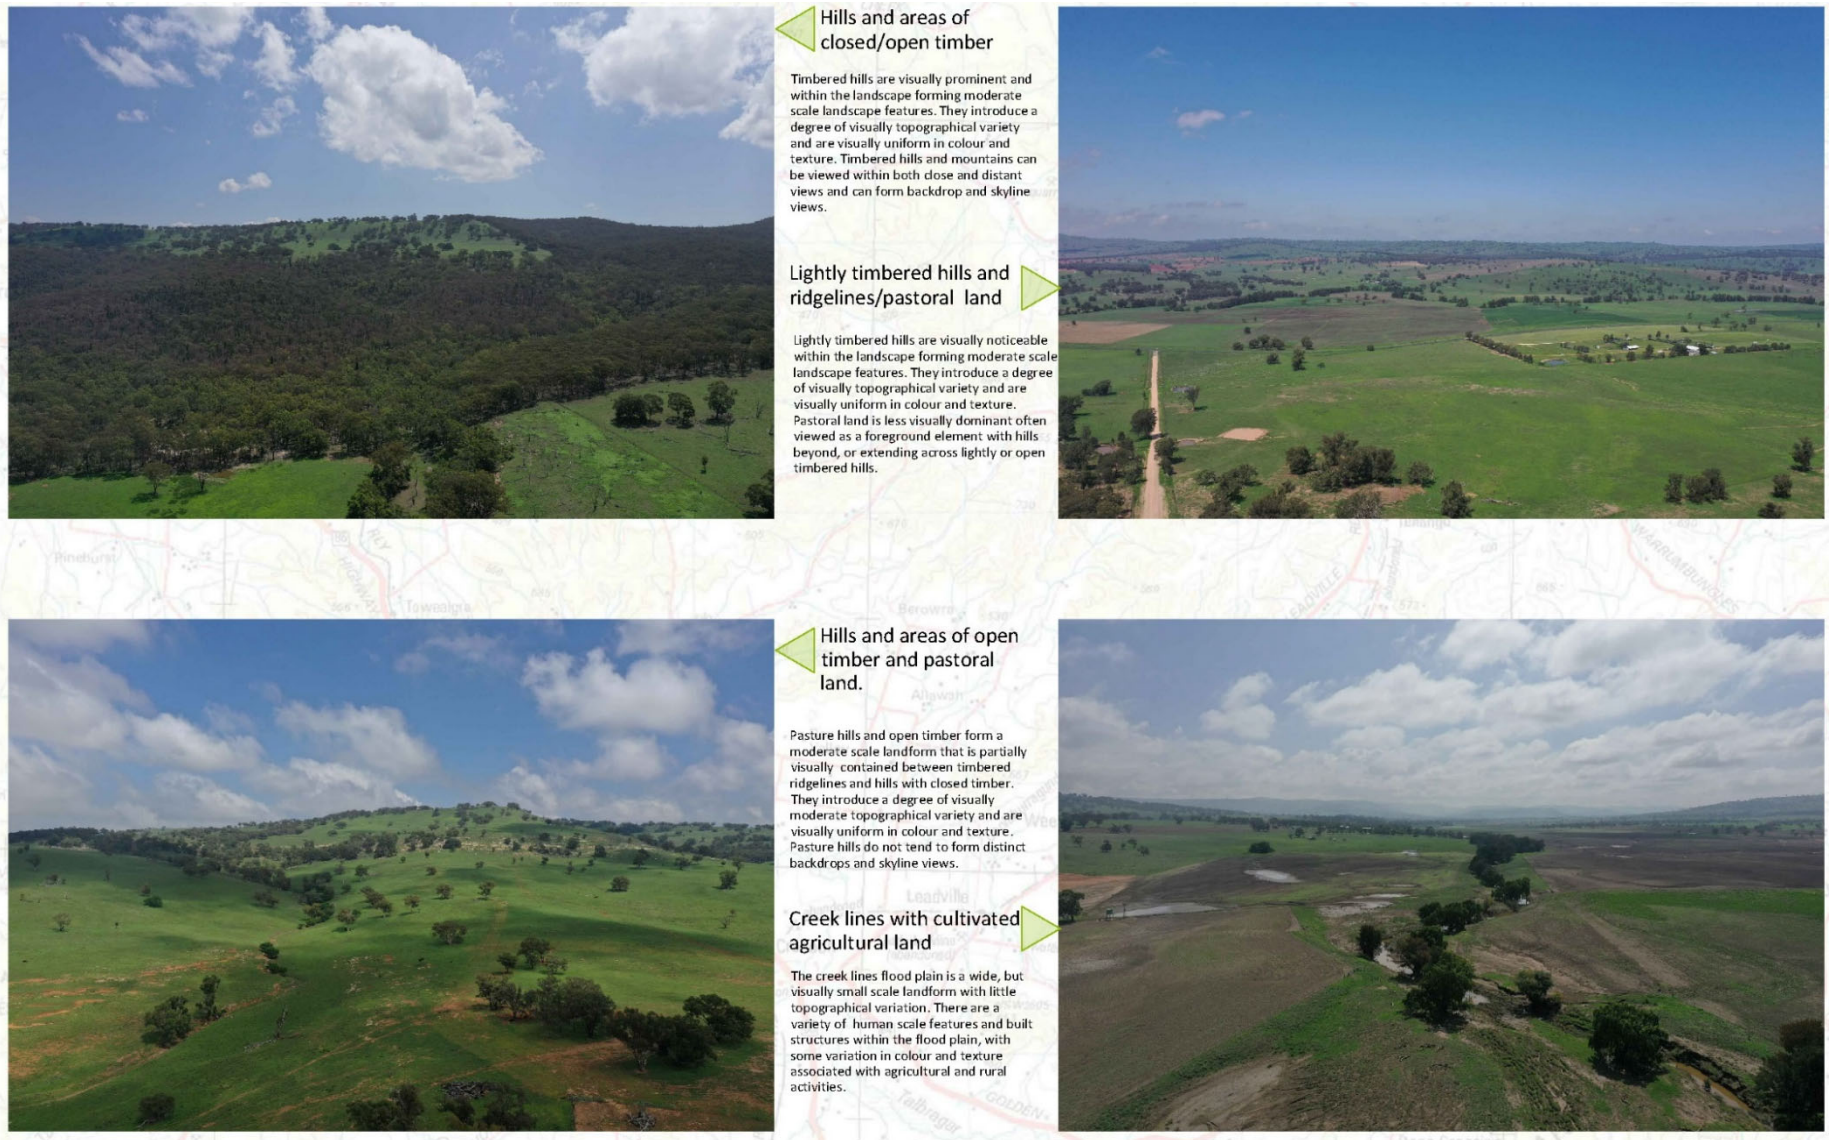 Hills and areas of
closed/open timber
Timbered hills are visually prominent and
within the landscape forming moderate
scale landscape features. They introduce a
degree of visually topographical variety
and are visually uniform in colour and
texture. Timbered hills and mountains can
be viewed within both close and distant
views and can form backdrop and skyline
views.
Lightly timbered hills and
ridgelines/pastoral land
Lightly timbered hills are visually noticeable
within the landscape forming moderate scale
landscape features. They introduce a degree
of visually topographical variety and are
visually uniform in colour and texture.
Pastoral land is less visually dominant often
viewed as a foreground element with hills
beyond, or extending across lightly or open
timbered hills.
Pinehurst
HIGHWAY
Towealgra
Berowra
LEADVILLE
WARRUMBUNGLES
Hills and areas of open
timber and pastoral
land.
Allawah
Pasture hills and open timber form a
moderate scale landform that is partially
visually contained between timbered
ridgelines and hills with closed timber.
They introduce a degree of visually
moderate topographical variety and are
visually uniform in colour and texture.
Pasture hills do not tend to form distinct
backdrops and skyline views.
Leadville
Creek lines with cultivated
agricultural land
The creek lines flood plain is a wide, but
visually small scale landform with little
topographical variation. There are a
variety of human scale features and built
structures within the flood plain, with
some variation in colour and texture
associated with agricultural and rural
activities.
Talbragar
GOLDEN